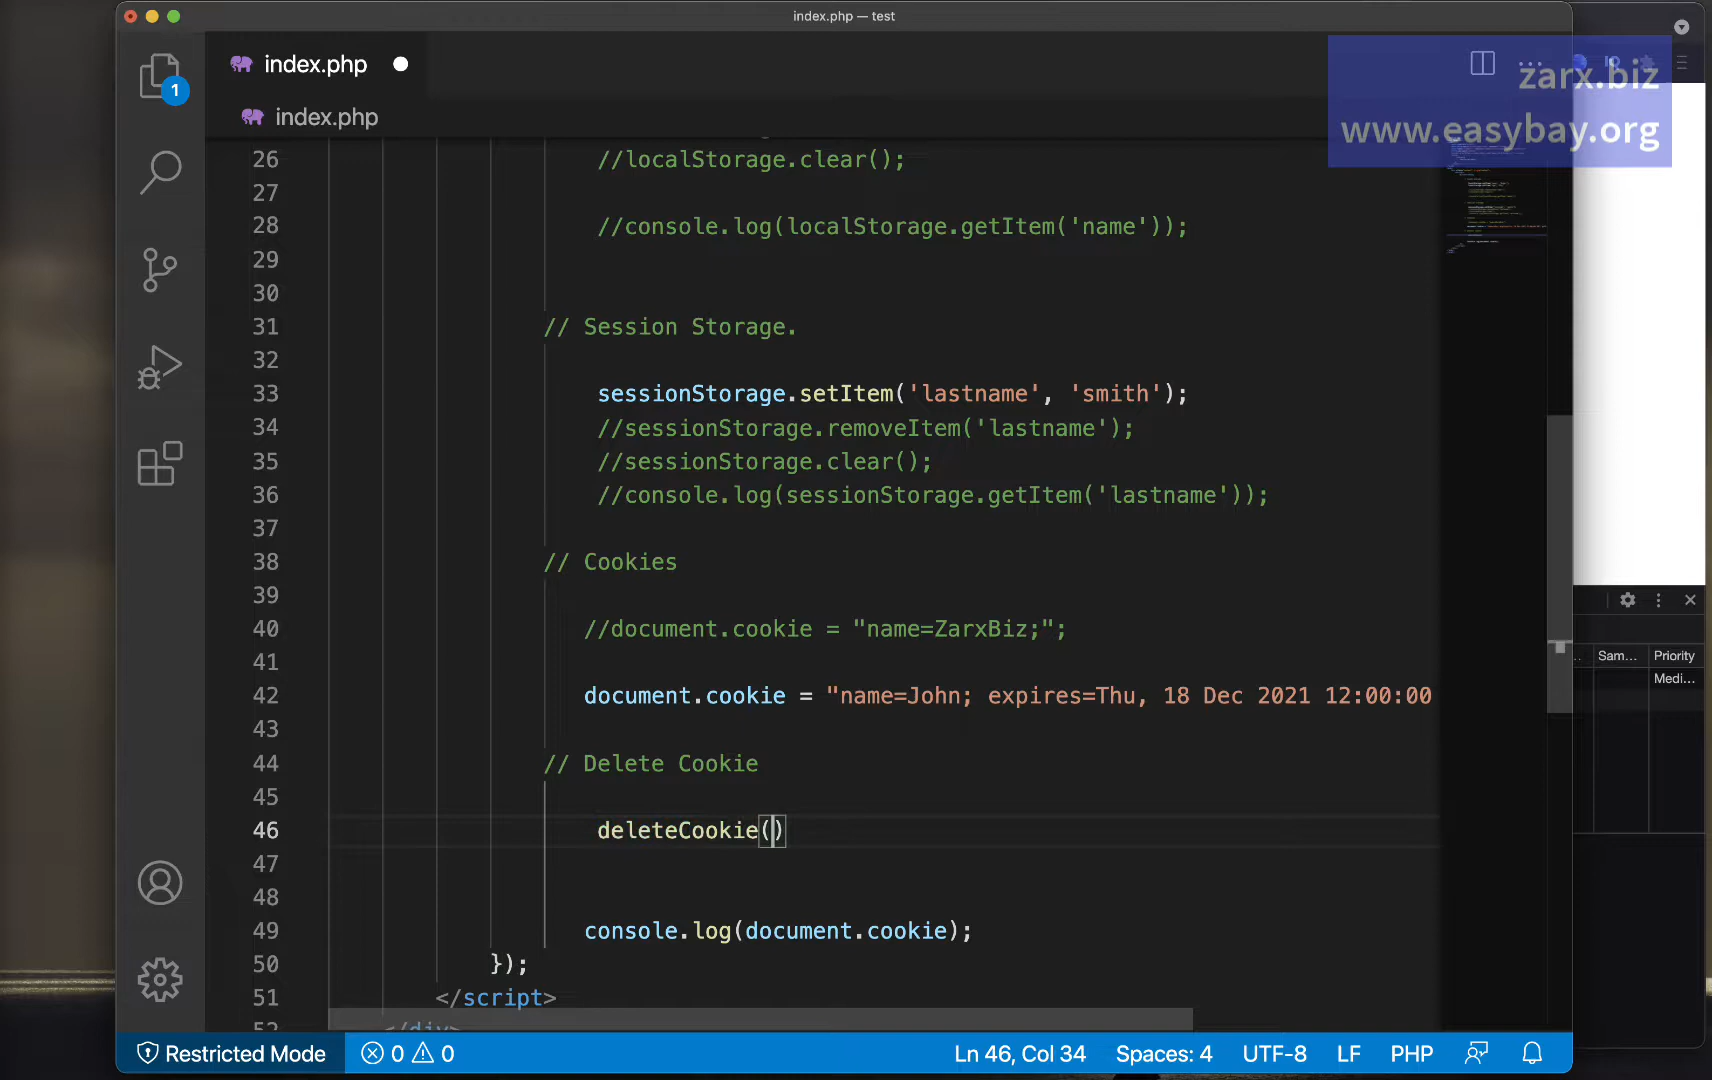 index.php — test
index.php
zarx.biz
www.easybay.org
1
index.php
26 //localStorage.clear();
27
28 //console.log(localStorage.getItem('name'));
29
30
31 // Session Storage.
32
33 sessionStorage.setItem('lastname', 'smith');
34 //sessionStorage.removeItem('lastname');
35 //sessionStorage.clear();
36 //console.log(sessionStorage.getItem('lastname'));
37
38 // Cookies
39
40 //document.cookie = "name=ZarxBiz;";
41
42 document.cookie = "name=John; expires=Thu, 18 Dec 2021 12:00:00
43
44 // Delete Cookie
45
46 deleteCookie()
47
48
49 console.log(document.cookie);
50 });
51 </script>
52 </div>
Sam... Priority
Medi...
Restricted Mode 0 0 Ln 46, Col 34 Spaces: 4 UTF-8 LF PHP